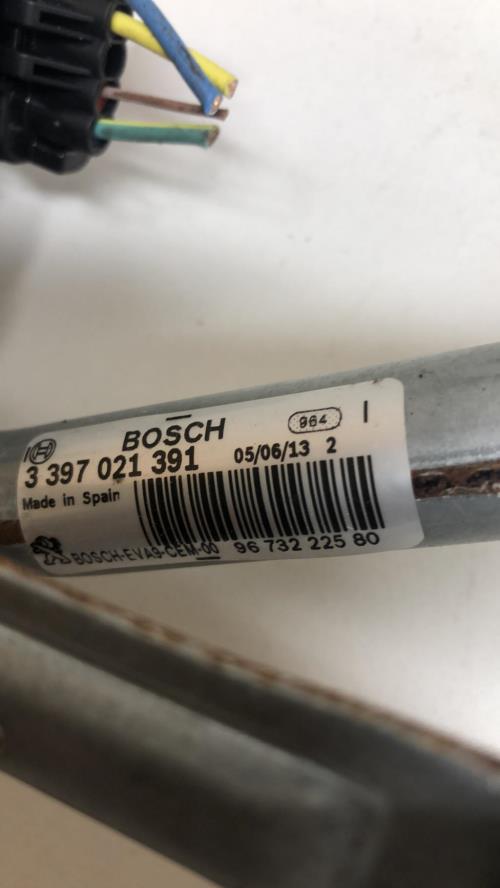 BOSCH 964 I
3 397 021 391 05/06/13 2
Made in Spain
BOSCH-EVA9-CEM-00 96 732 225 80